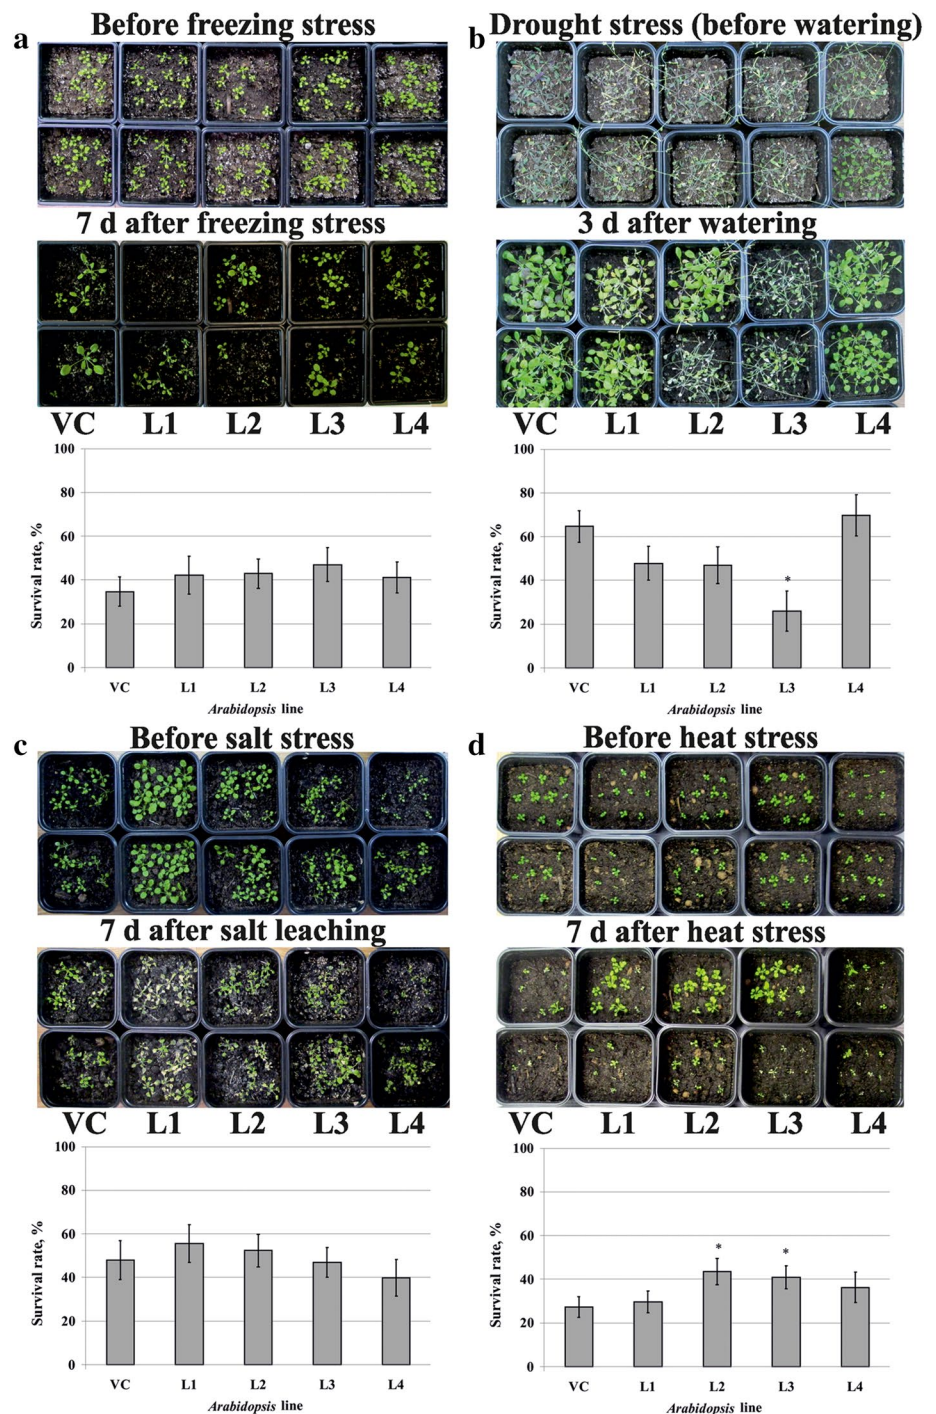 a
Before freezing stress
7 d after freezing stress
VC L1 L2 L3 L4
100
80
60
40
20
0
Survival rate, %
VC L1 L2 L3 L4
Arabidopsis line
b
Drought stress (before watering)
3 d after watering
VC L1 L2 L3 L4
100
80
60
40
20
0
Survival rate, %
*
VC L1 L2 L3 L4
Arabidopsis line
c
Before salt stress
7 d after salt leaching
VC L1 L2 L3 L4
100
80
60
40
20
0
Survival rate, %
VC L1 L2 L3 L4
Arabidopsis line
d
Before heat stress
7 d after heat stress
VC L1 L2 L3 L4
100
80
60
40
20
0
Survival rate, %
* *
VC L1 L2 L3 L4
Arabidopsis line